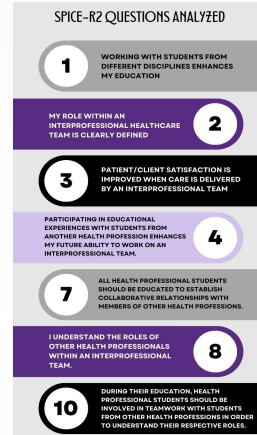 SPICE-R2 QUESTIONS ANALYZED
1
WORKING WITH STUDENTS FROM
DIFFERENT DISCIPLINES ENHANCES
MY EDUCATION
MY ROLE WITHIN AN
INTERPROFESSIONAL HEALTHCARE
TEAM IS CLEARLY DEFINED
2
3
PATIENT/CLIENT SATISFACTION IS
IMPROVED WHEN CARE IS DELIVERED
BY AN INTERPROFESSIONAL TEAM
PARTICIPATING IN EDUCATIONAL
EXPERIENCES WITH STUDENTS FROM
ANOTHER HEALTH PROFESSION ENHANCES
MY FUTURE ABILITY TO WORK ON AN
INTERPROFESSIONAL TEAM.
4
7
ALL HEALTH PROFESSIONAL STUDENTS
SHOULD BE EDUCATED TO ESTABLISH
COLLABORATIVE RELATIONSHIPS WITH
MEMBERS OF OTHER HEALTH PROFESSIONS.
I UNDERSTAND THE ROLES OF
OTHER HEALTH PROFESSIONALS
WITHIN AN INTERPROFESSIONAL
TEAM.
8
10
DURING THEIR EDUCATION, HEALTH
PROFESSIONAL STUDENTS SHOULD BE
INVOLVED IN TEAMWORK WITH STUDENTS
FROM OTHER HEALTH PROFESSIONS IN ORDER
TO UNDERSTAND THEIR RESPECTIVE ROLES.